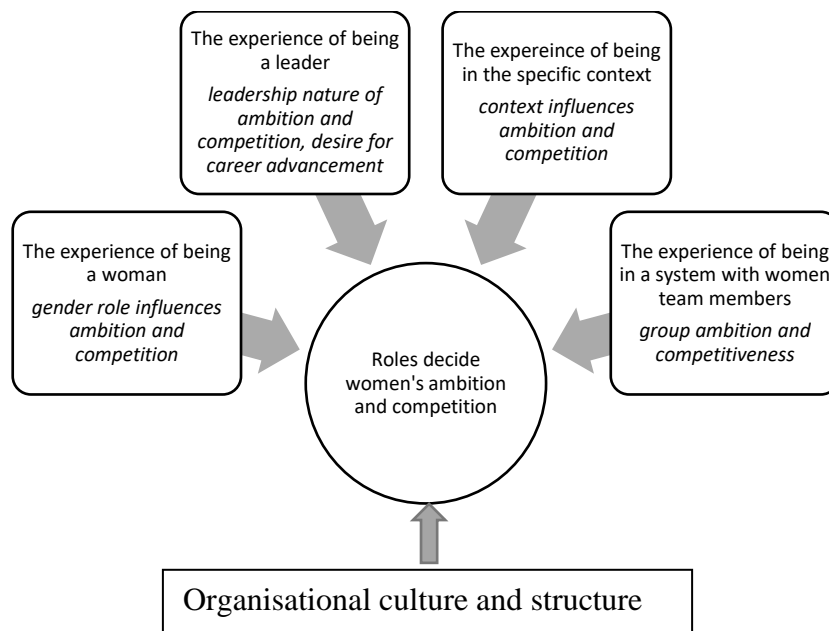 The experience of being
a leader
leadership nature of
ambition and
competition, desire for
career advancement
The expereince of being
in the specific context
context influences
ambition and
competition
The experience of being
a woman
gender role influences
ambition and
competition
The experience of being
in a system with women
team members
group ambition and
competitiveness
Roles decide
women's ambition
and competition
Organisational culture and structure